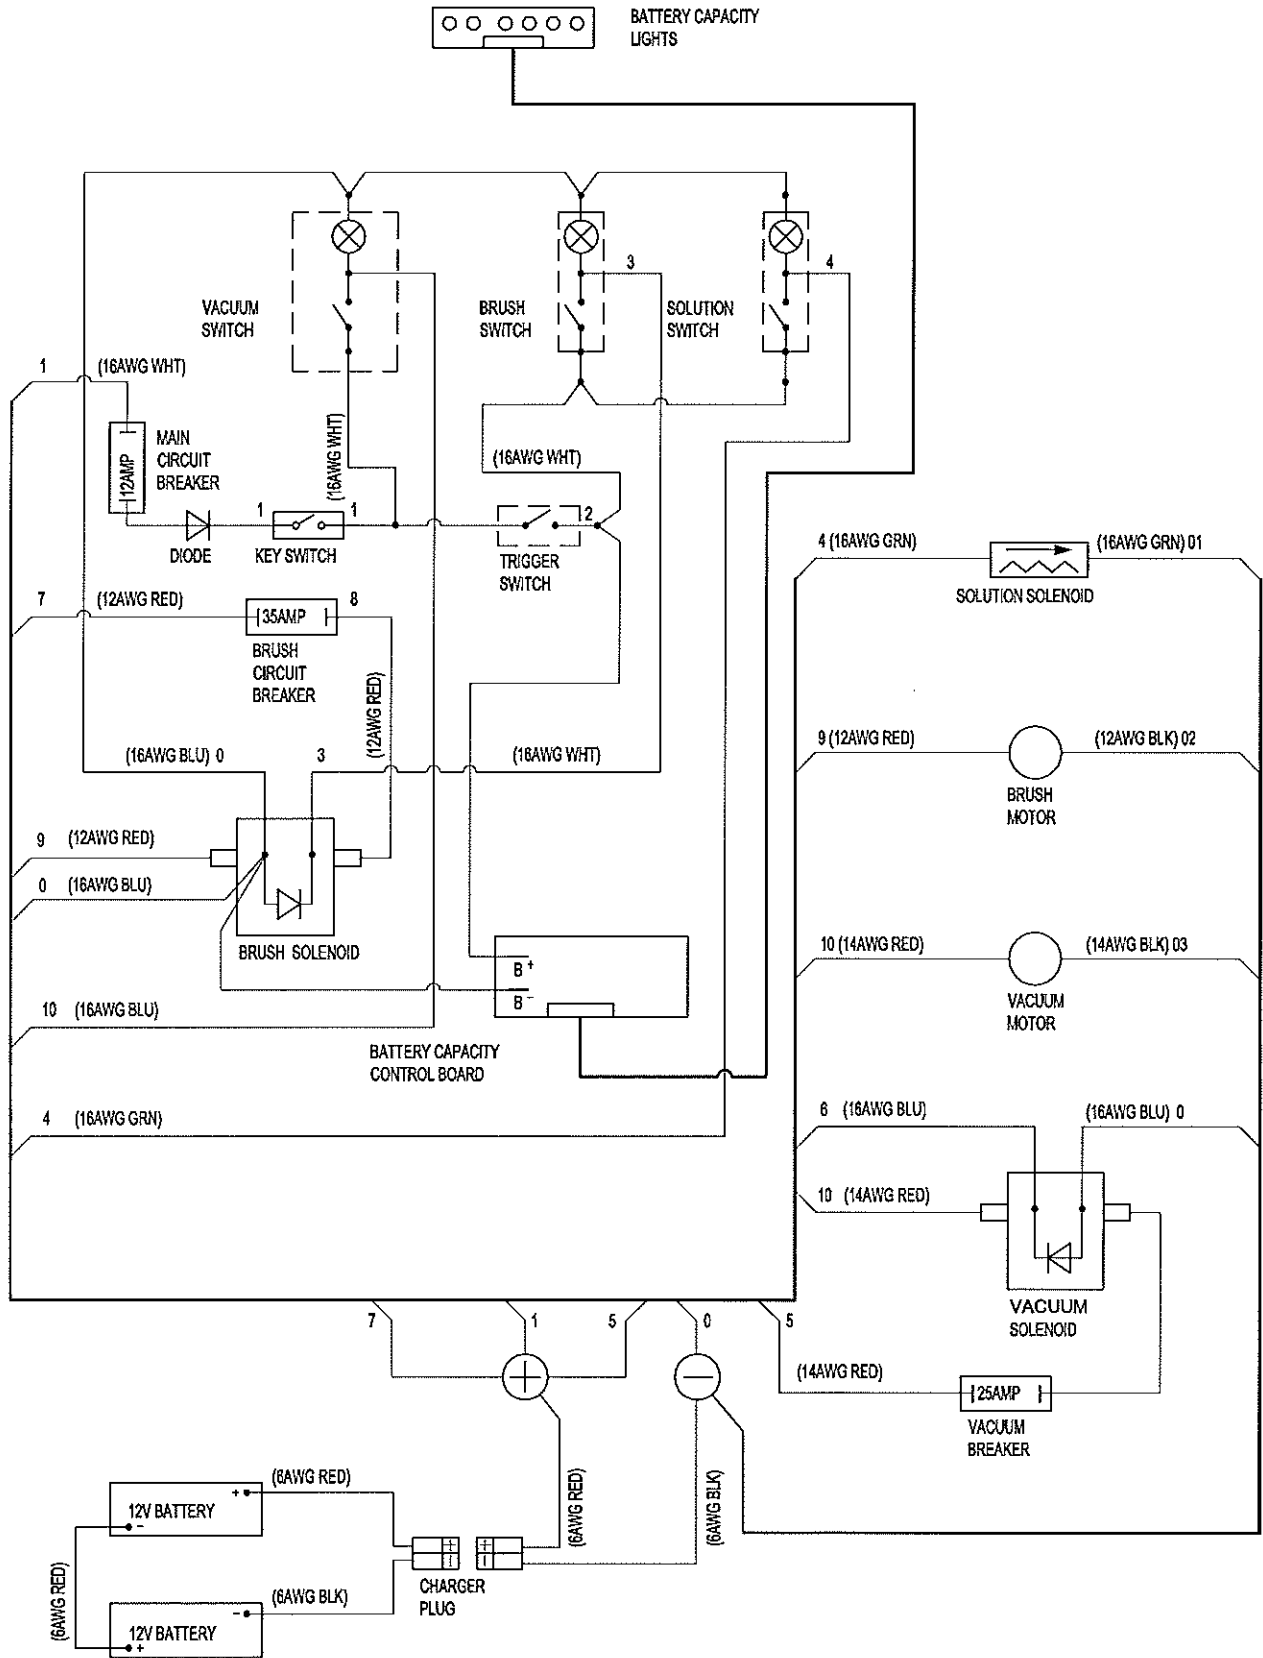 BATTERY CAPACITY
LIGHTS
3
4
VACUUM
SWITCH
BRUSH
SWITCH
SOLUTION
SWITCH
1
(16AWG WHT)
MAIN
CIRCUIT
BREAKER
12AMP
(16AWG WHT)
(16AWG WHT)
1
1
2
DIODE
KEY SWITCH
TRIGGER
SWITCH
4 (16AWG GRN)
(16AWG GRN) 01
SOLUTION SOLENOID
7
(12AWG RED)
35AMP
8
BRUSH
CIRCUIT
BREAKER
(12AWG RED)
(16AWG BLU) 0
3
(16AWG WHT)
9 (12AWG RED)
(12AWG BLK) 02
BRUSH
MOTOR
9
(12AWG RED)
0
(16AWG BLU)
BRUSH SOLENOID
B +
B -
10 (14AWG RED)
(14AWG BLK) 03
VACUUM
MOTOR
10
(16AWG BLU)
BATTERY CAPACITY
CONTROL BOARD
4
(16AWG GRN)
6
(16AWG BLU)
(16AWG BLU) 0
10
(14AWG RED)
VACUUM
SOLENOID
7
1
5
0
5
+
−
(14AWG RED)
25AMP
VACUUM
BREAKER
12V BATTERY
+
-
(6AWG RED)
(6AWG RED)
(6AWG BLK)
(6AWG RED)
+
-
+
-
CHARGER
PLUG
12V BATTERY
-
+
(6AWG BLK)